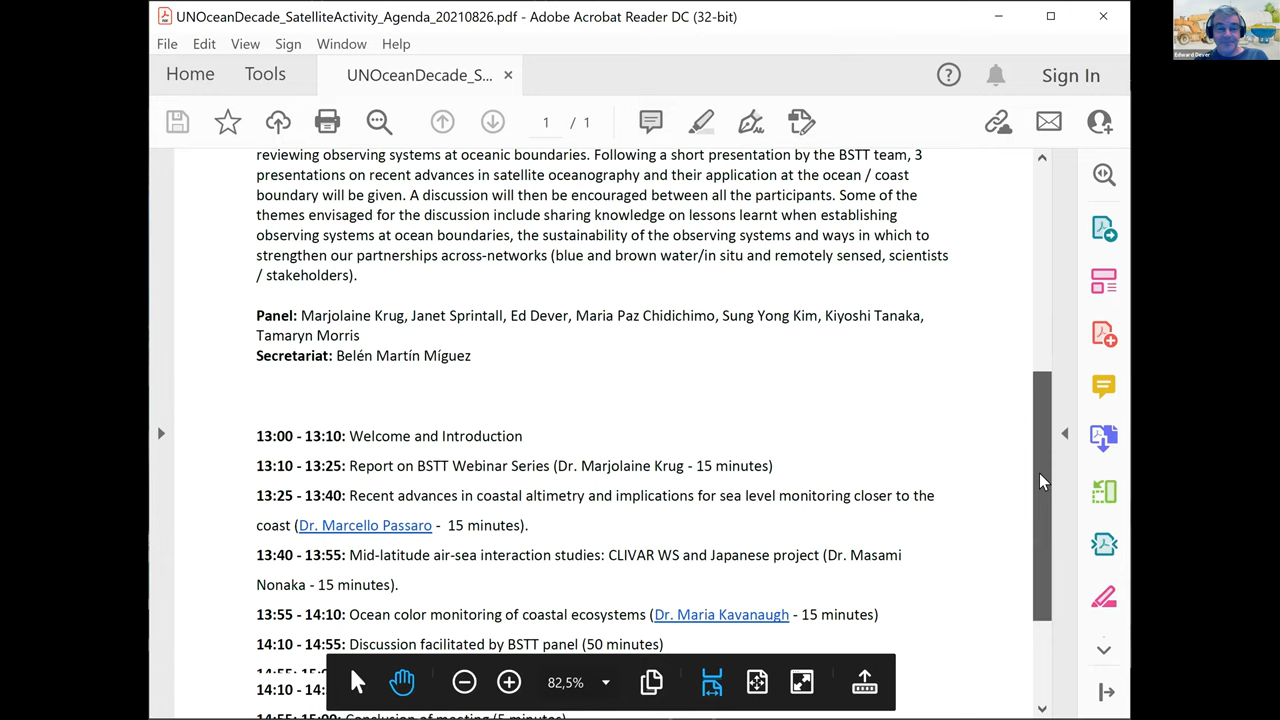 UNOceanDecade_SatelliteActivity_Agenda_20210826.pdf - Adobe Acrobat Reader DC (32-bit)
File Edit View Sign Window Help
Home Tools UNOceanDecade_S... Sign In
1 / 1
reviewing observing systems at oceanic boundaries. Following a short presentation by the BSTT team, 3
presentations on recent advances in satellite oceanography and their application at the ocean / coast
boundary will be given. A discussion will then be encouraged between all the participants. Some of the
themes envisaged for the discussion include sharing knowledge on lessons learnt when establishing
observing systems at ocean boundaries, the sustainability of the observing systems and ways in which to
strengthen our partnerships across-networks (blue and brown water/in situ and remotely sensed, scientists
/ stakeholders).
Panel: Marjolaine Krug, Janet Sprintall, Ed Dever, Maria Paz Chidichimo, Sung Yong Kim, Kiyoshi Tanaka,
Tamaryn Morris
Secretariat: Belén Martín Míguez
13:00 - 13:10: Welcome and Introduction
13:10 - 13:25: Report on BSTT Webinar Series (Dr. Marjolaine Krug - 15 minutes)
13:25 - 13:40: Recent advances in coastal altimetry and implications for sea level monitoring closer to the
coast (Dr. Marcello Passaro - 15 minutes).
13:40 - 13:55: Mid-latitude air-sea interaction studies: CLIVAR WS and Japanese project (Dr. Masami
Nonaka - 15 minutes).
13:55 - 14:10: Ocean color monitoring of coastal ecosystems (Dr. Maria Kavanaugh - 15 minutes)
14:10 - 14:55: Discussion facilitated by BSTT panel (50 minutes)
14:10 - 14:
82,5%
Edward Dever